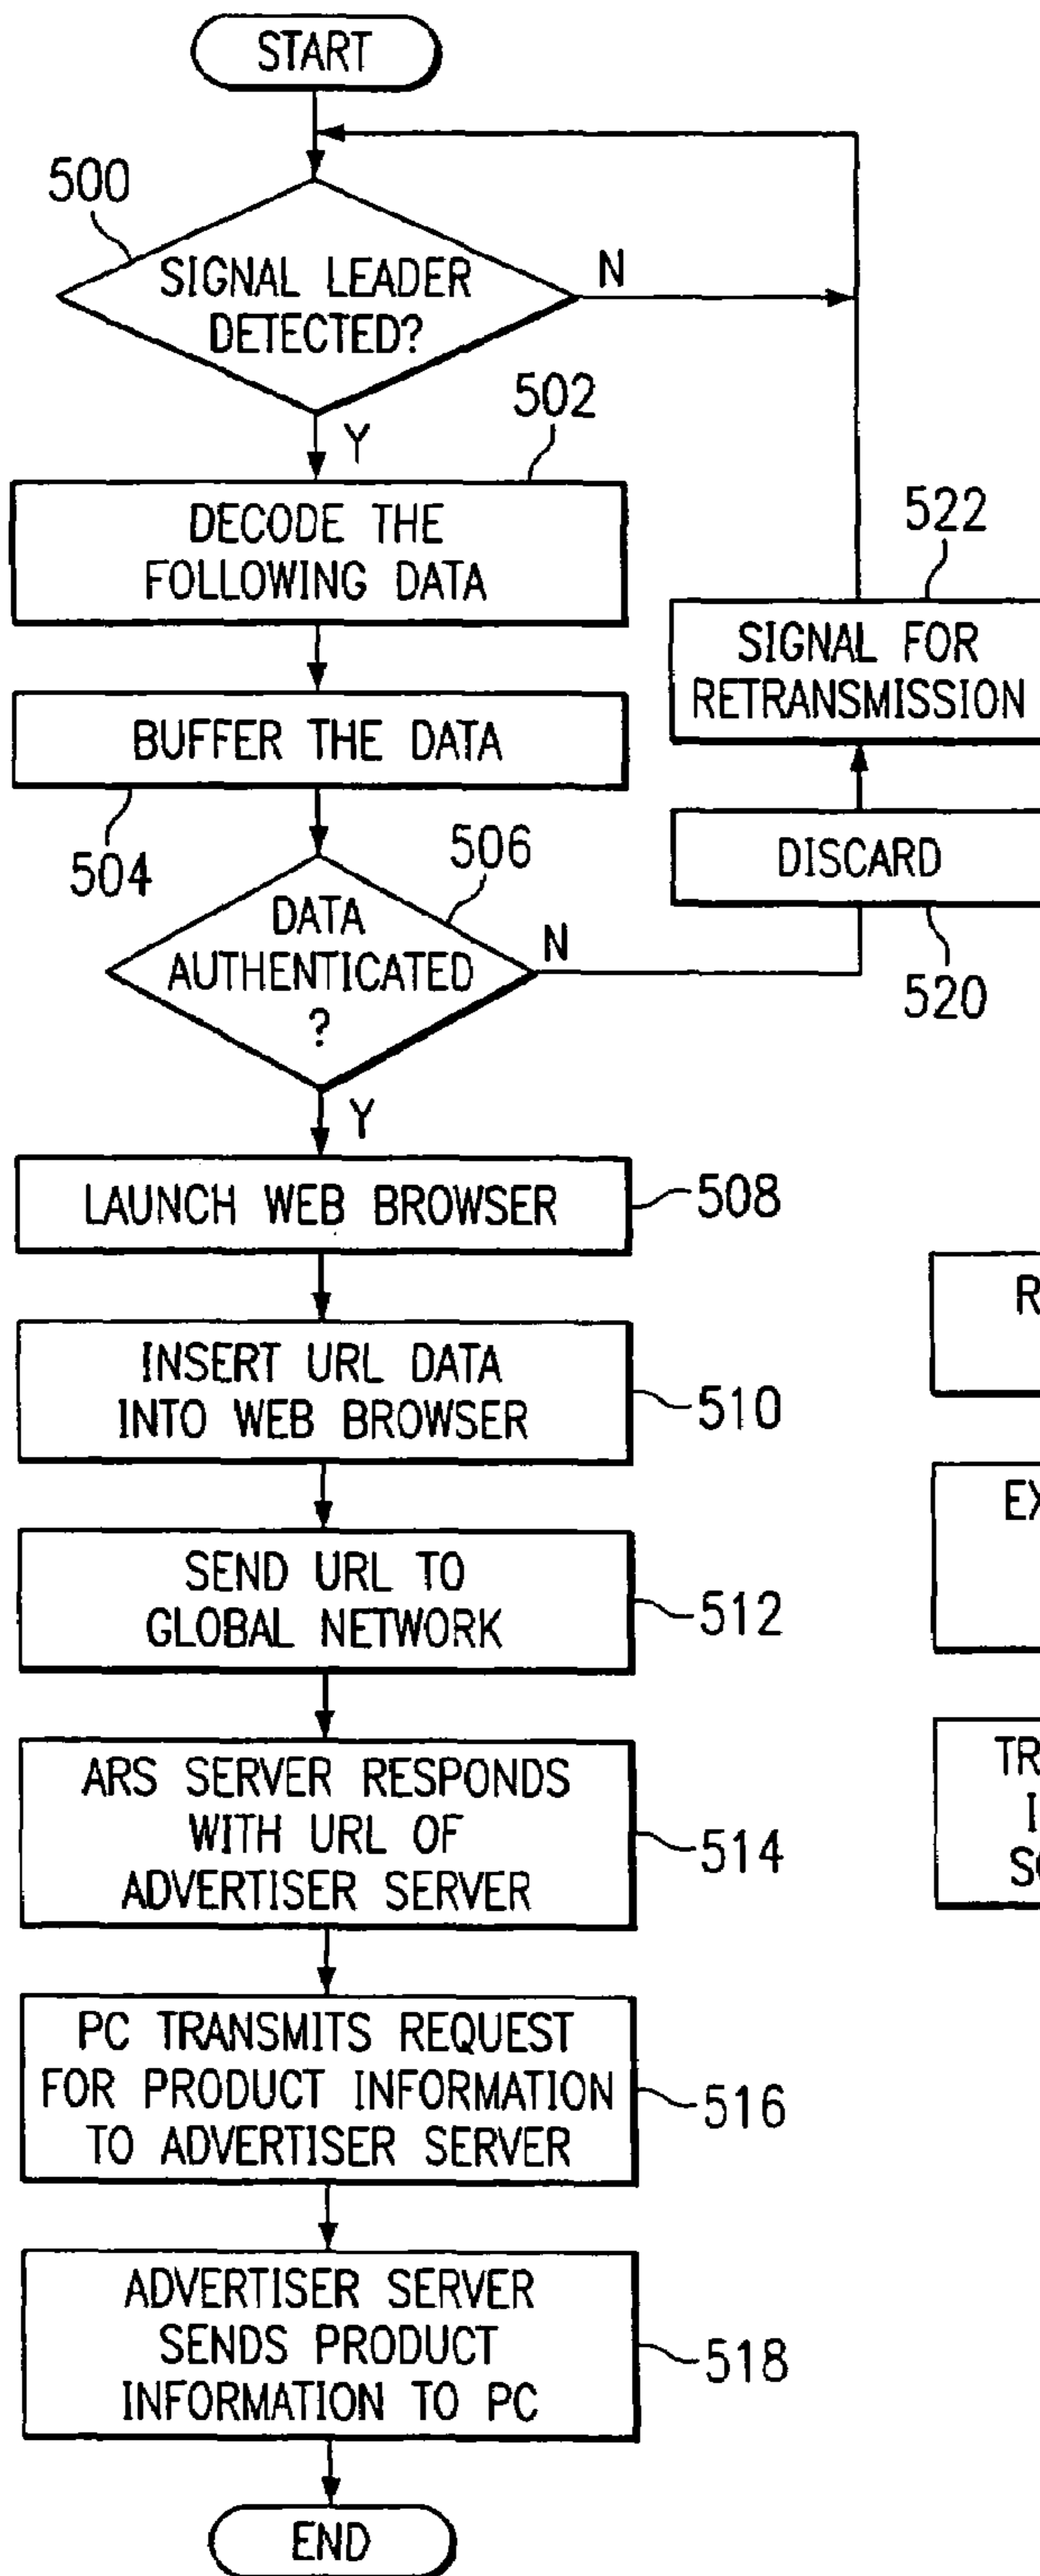 START
500
SIGNAL LEADER
DETECTED?
N
Y
502
DECODE THE
FOLLOWING DATA
522
SIGNAL FOR
RETRANSMISSION
BUFFER THE DATA
504
DISCARD
520
506
DATA
AUTHENTICATED
?
N
Y
LAUNCH WEB BROWSER
508
INSERT URL DATA
INTO WEB BROWSER
510
SEND URL TO
GLOBAL NETWORK
512
ARS SERVER RESPONDS
WITH URL OF
ADVERTISER SERVER
514
PC TRANSMITS REQUEST
FOR PRODUCT INFORMATION
TO ADVERTISER SERVER
516
ADVERTISER SERVER
SENDS PRODUCT
INFORMATION TO PC
518
END
R
EX
TR
I